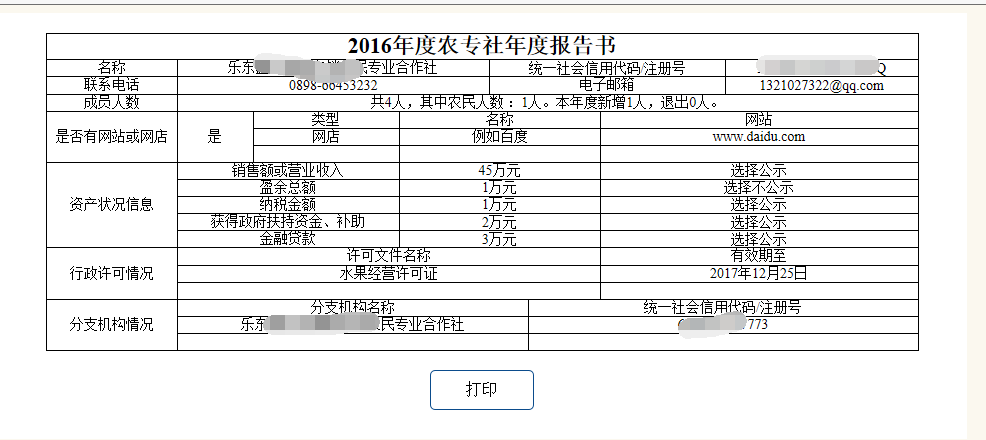 2016年度农专社年度报告书
名称 乐东 民专业合作社 统一社会信用代码/注册号 Q
联系电话 0898-66453232 电子邮箱 1321027322@qq.com
成员人数 共4人，其中农民人数 ：1人。本年度新增1人，退出0人。
是否有网站或网店 是 类型 名称 网站
网店 例如百度 www.daidu.com
资产状况信息 销售额或营业收入 45万元 选择公示
盈余总额 1万元 选择不公示
纳税金额 1万元 选择公示
获得政府扶持资金、补助 2万元 选择公示
金融贷款 3万元 选择公示
行政许可情况 许可文件名称 有效期至
水果经营许可证 2017年12月25日
分支机构情况 分支机构名称 统一社会信用代码/注册号
乐东 民专业合作社 773
打印